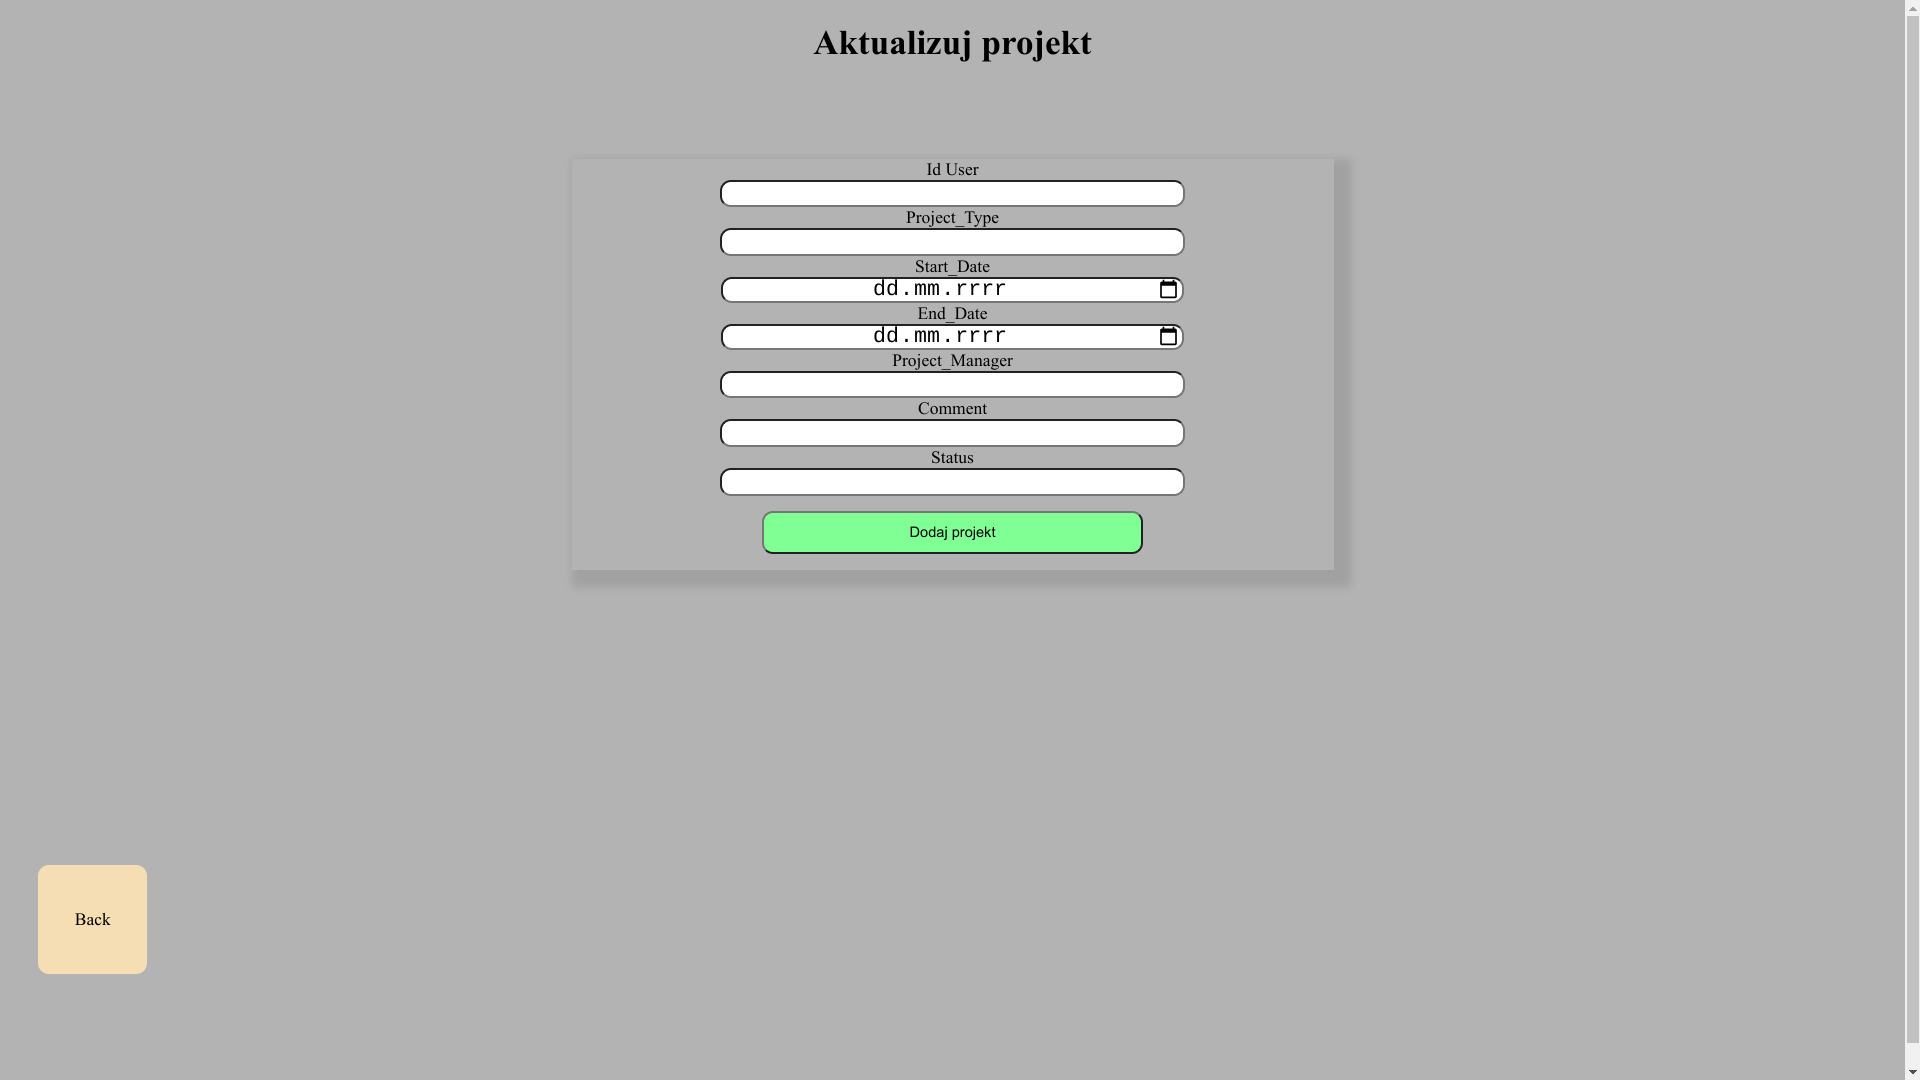 Aktualizuj projekt
Id User
Project_Type
Start_Date
dd.mm.rrrr
End_Date
dd.mm.rrrr
Project_Manager
Comment
Status
Dodaj projekt
Back